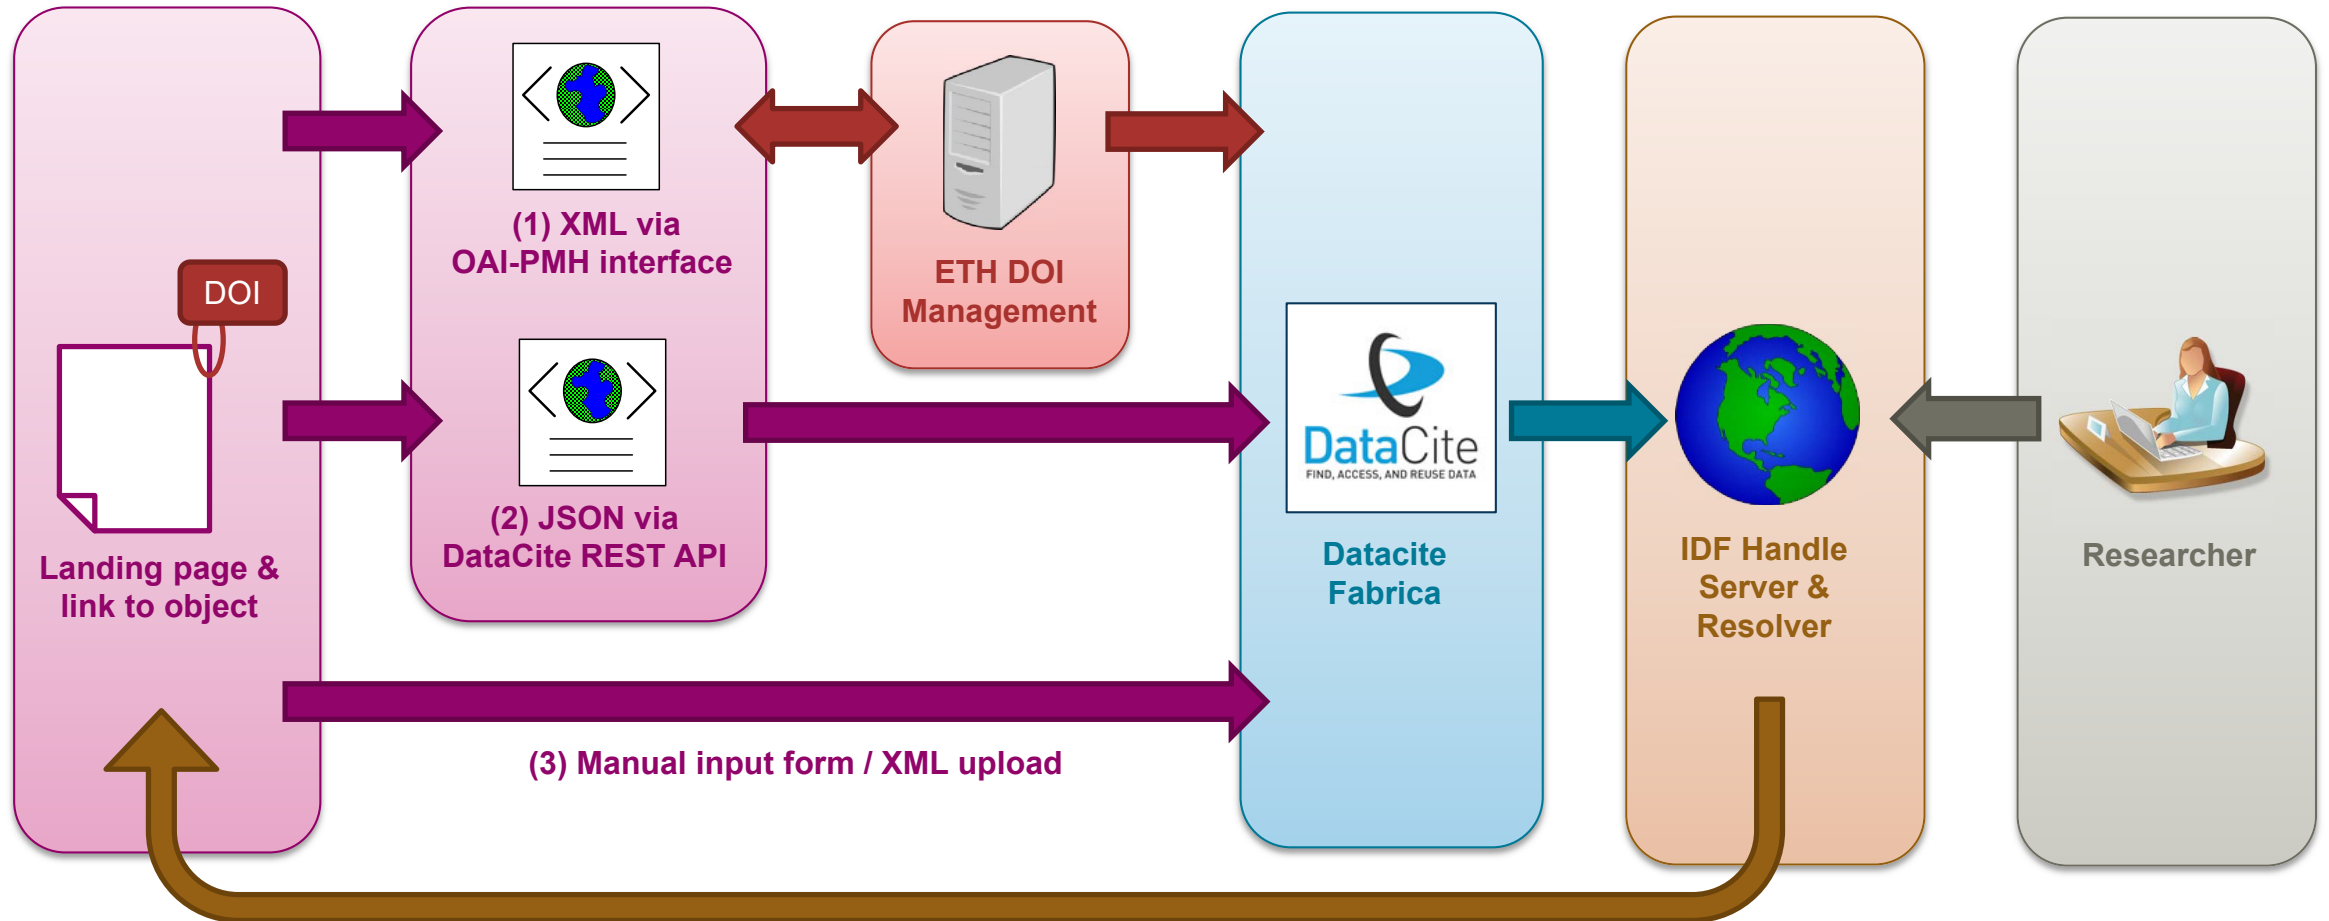 DOI
Landing page &
link to object
(1) XML via
OAI-PMH interface
(2) JSON via
DataCite REST API
(3) Manual input form / XML upload
ETH DOI
Management
DataCite
FIND, ACCESS, AND REUSE DATA
Datacite
Fabrica
IDF Handle
Server &
Resolver
Researcher